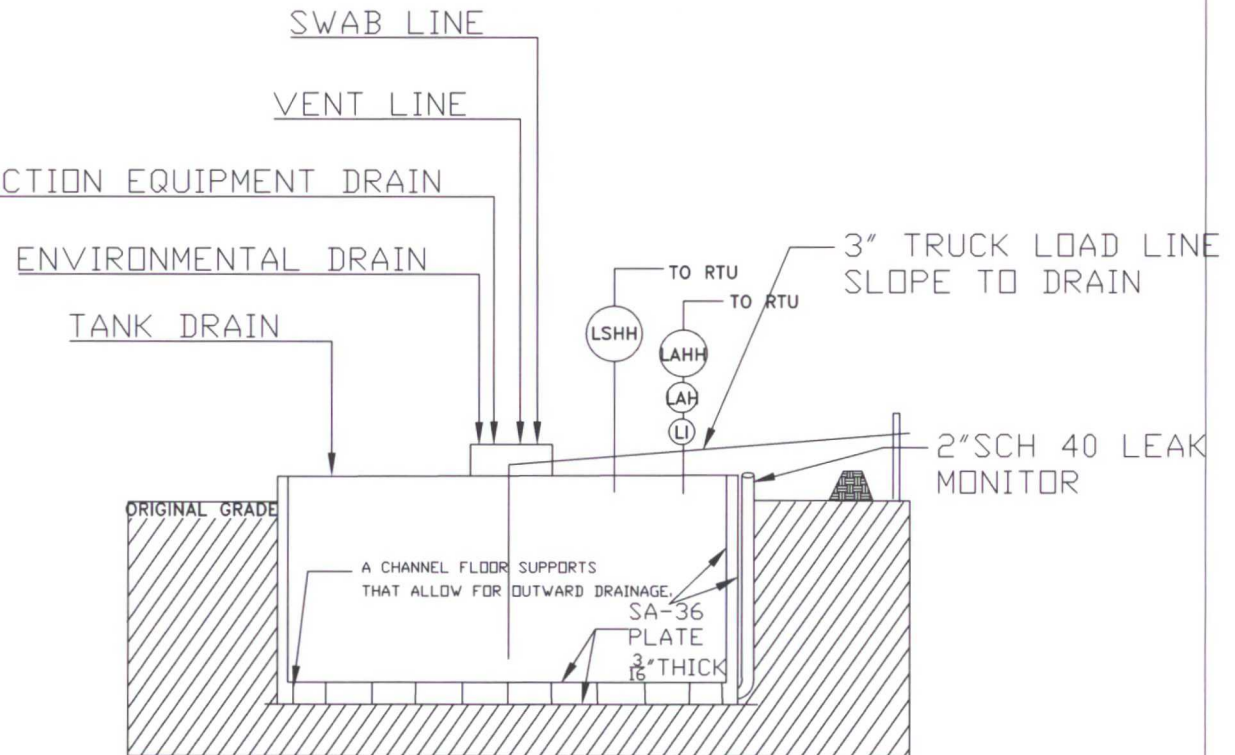 SWAB LINE
VENT LINE
CTION EQUIPMENT DRAIN
ENVIRONMENTAL DRAIN
TANK DRAIN
3" TRUCK LOAD LINE
SLOPE TO DRAIN
TO RTU
TO RTU
LSHH
LAHH
LAH
LI
2"SCH 40 LEAK
MONITOR
ORIGINAL GRADE
A CHANNEL FLOOR SUPPORTS
THAT ALLOW FOR OUTWARD DRAINAGE.
SA-36
PLATE
3/16"THICK